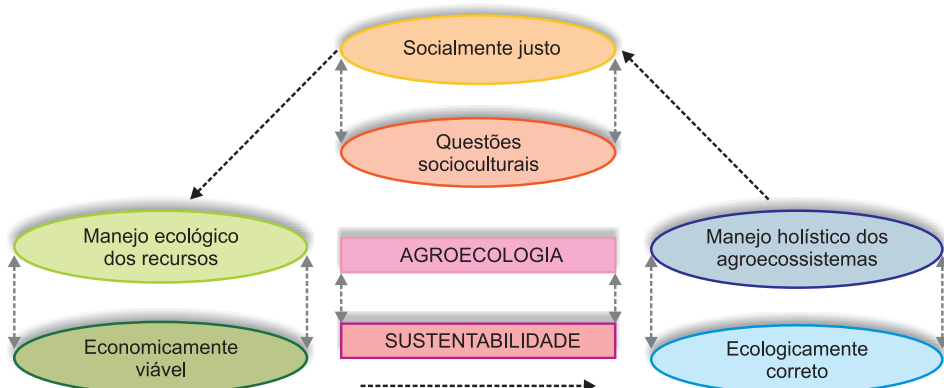 Socialmente justo
Questões
socioculturais
Manejo ecológico
dos recursos
AGROECOLOGIA
Manejo holístico dos
agroecossistemas
Economicamente
viável
SUSTENTABILIDADE
Ecologicamente
correto